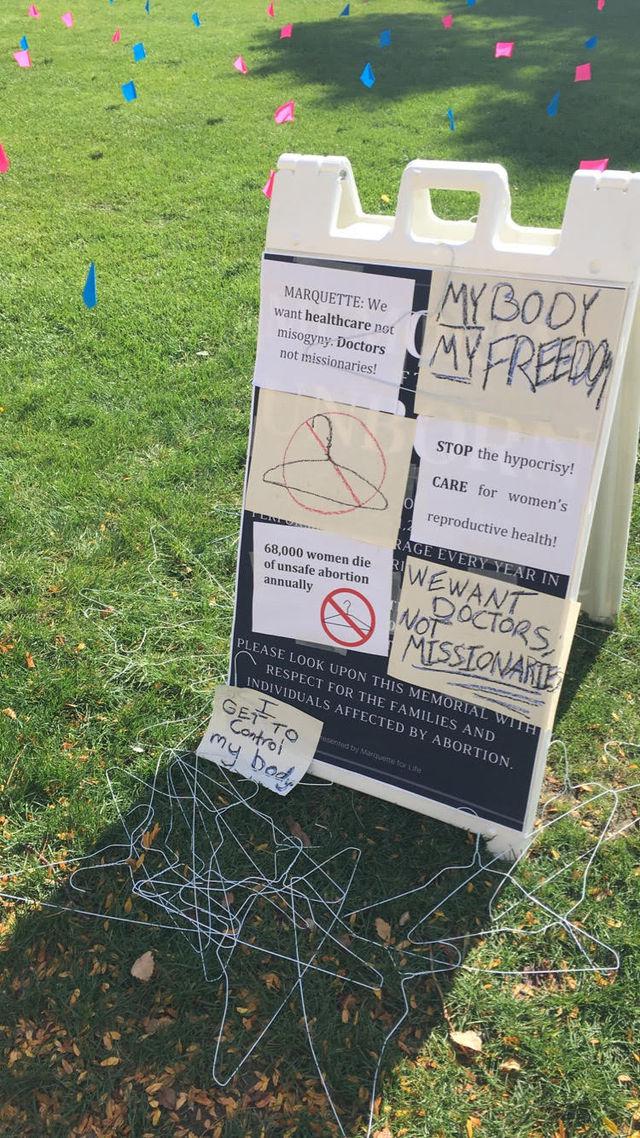 MARQUETTE: We
want healthcare not
misogyny. Doctors
not missionaries!
MY BODY
MY FREEDOM
STOP the hypocrisy!
CARE for women's
reproductive health!
68,000 women die
of unsafe abortion
annually
WE WANT
DOCTORS,
NOT
MISSIONARIES
UNBORN
RAGE EVERY YEAR IN
PLEASE LOOK UPON THIS MEMORIAL WITH
RESPECT FOR THE FAMILIES AND
INDIVIDUALS AFFECTED BY ABORTION.
resented by Marquette for Life
I
GET TO
Control
my body